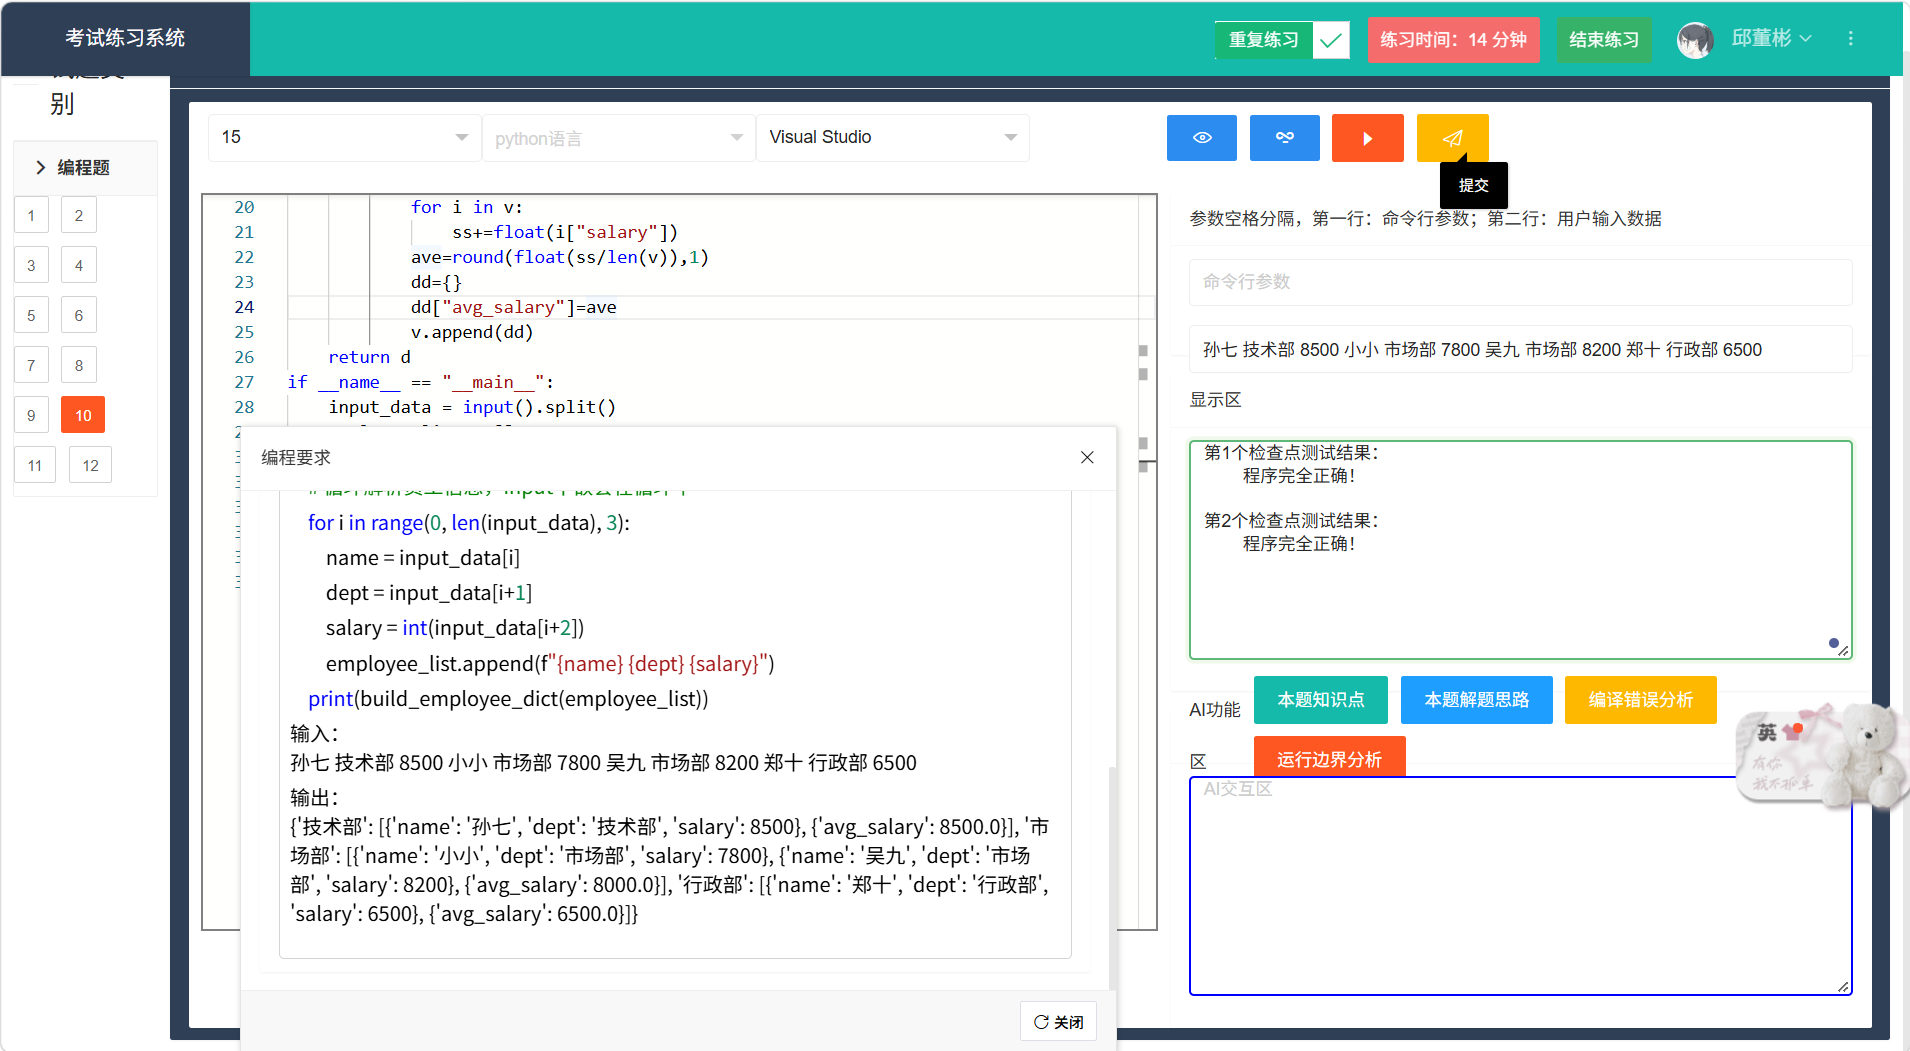 考试练习系统
重复练习
练习时间：14 分钟
结束练习
邱董彬
别
编程题
1
2
3
4
5
6
7
8
9
10
11
12
15
python语言
Visual Studio
提交
20 for i in v:
21 ss+=float(i["salary"])
22 ave=round(float(ss/len(v)),1)
23 dd={}
24 dd["avg_salary"]=ave
25 v.append(dd)
26 return d
27 if __name__ == "__main__":
28 input_data = input().split()
编程要求
for i in range(0, len(input_data), 3):
name = input_data[i]
dept = input_data[i+1]
salary = int(input_data[i+2])
employee_list.append(f"{name} {dept} {salary}")
print(build_employee_dict(employee_list))
输入：
孙七 技术部 8500 小小 市场部 7800 吴九 市场部 8200 郑十 行政部 6500
输出：
{'技术部': [{'name': '孙七', 'dept': '技术部', 'salary': 8500}, {'avg_salary': 8500.0}], '市
场部': [{'name': '小小', 'dept': '市场部', 'salary': 7800}, {'name': '吴九', 'dept': '市场
部', 'salary': 8200}, {'avg_salary': 8000.0}], '行政部': [{'name': '郑十', 'dept': '行政部',
'salary': 6500}, {'avg_salary': 6500.0}]}
关闭
参数空格分隔，第一行：命令行参数；第二行：用户输入数据
命令行参数
孙七 技术部 8500 小小 市场部 7800 吴九 市场部 8200 郑十 行政部 6500
显示区
第1个检查点测试结果：
程序完全正确！
第2个检查点测试结果：
程序完全正确！
AI功能
区
本题知识点
本题解题思路
编译错误分析
运行边界分析
AI交互区
英
有你
我不孤单